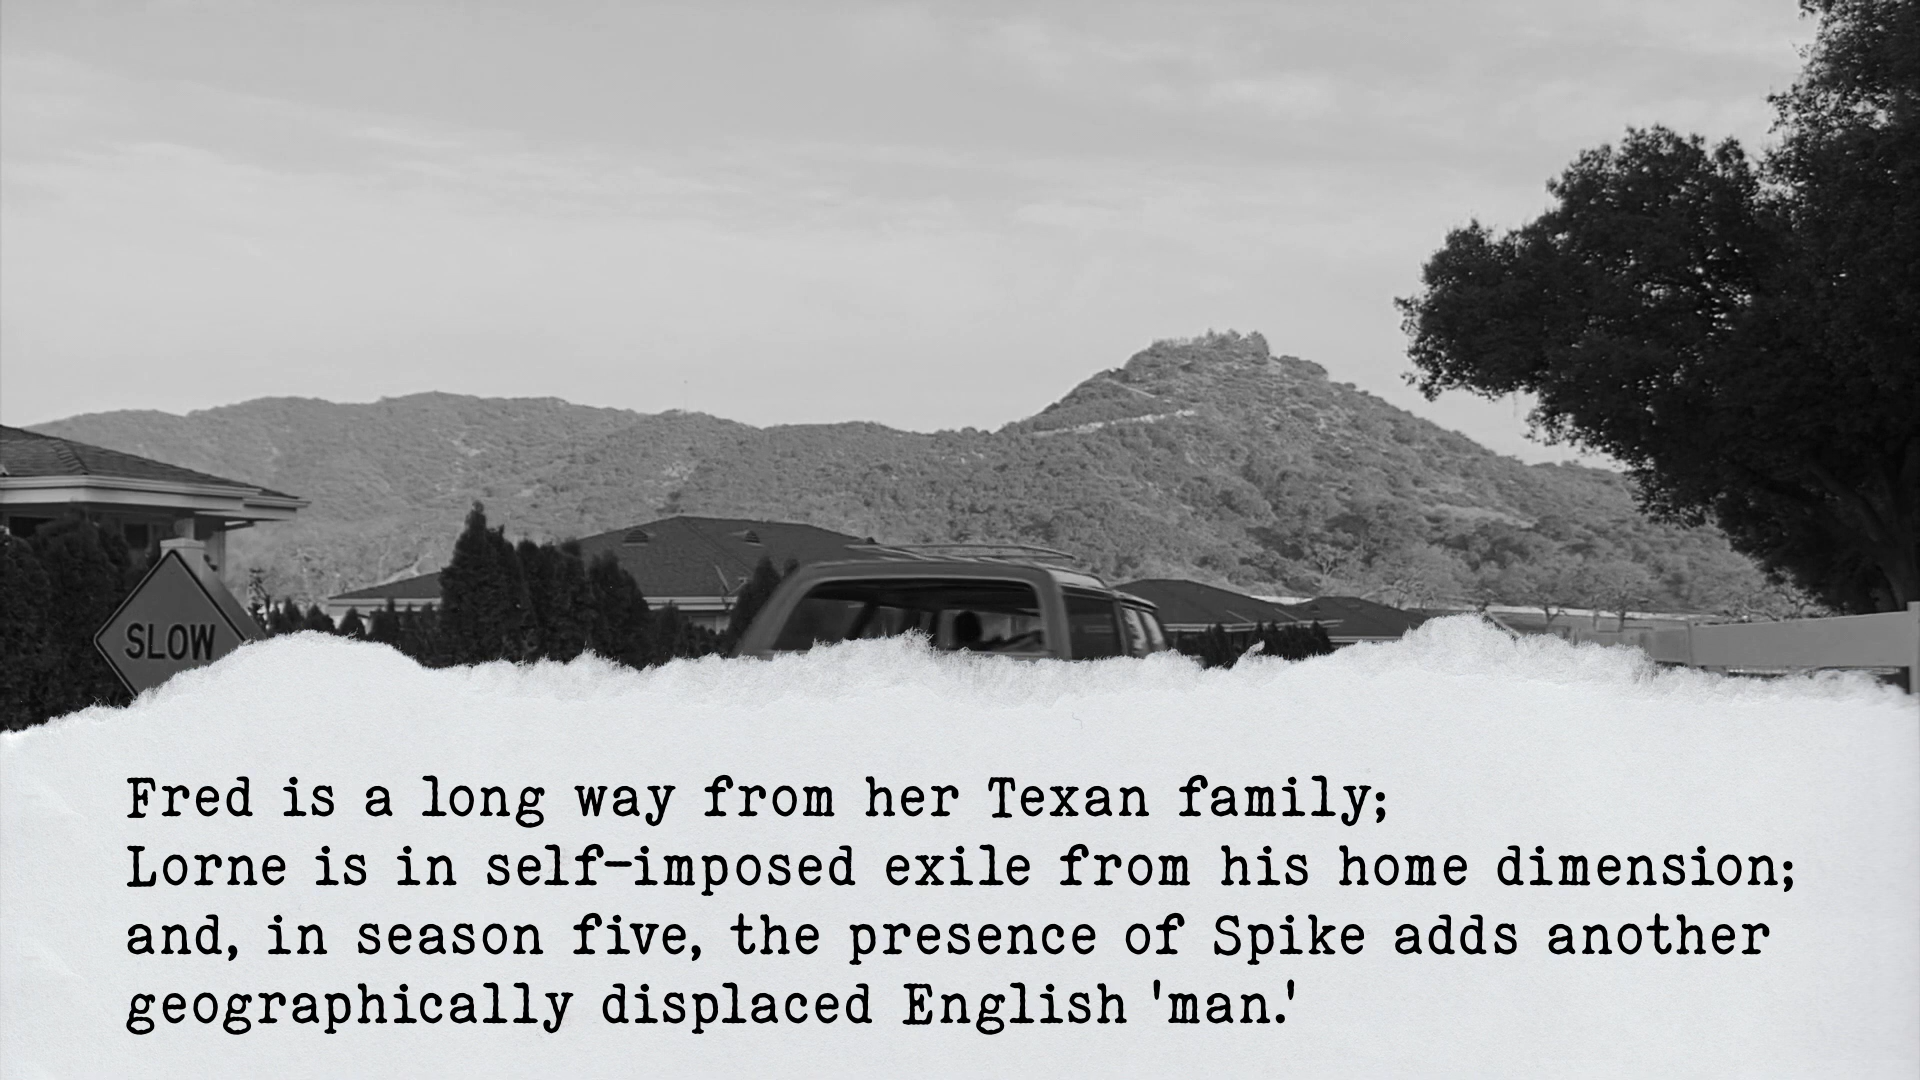 SLOW
Fred is a long way from her Texan family;
Lorne is in self-imposed exile from his home dimension;
and, in season five, the presence of Spike adds another
geographically displaced English 'man.'